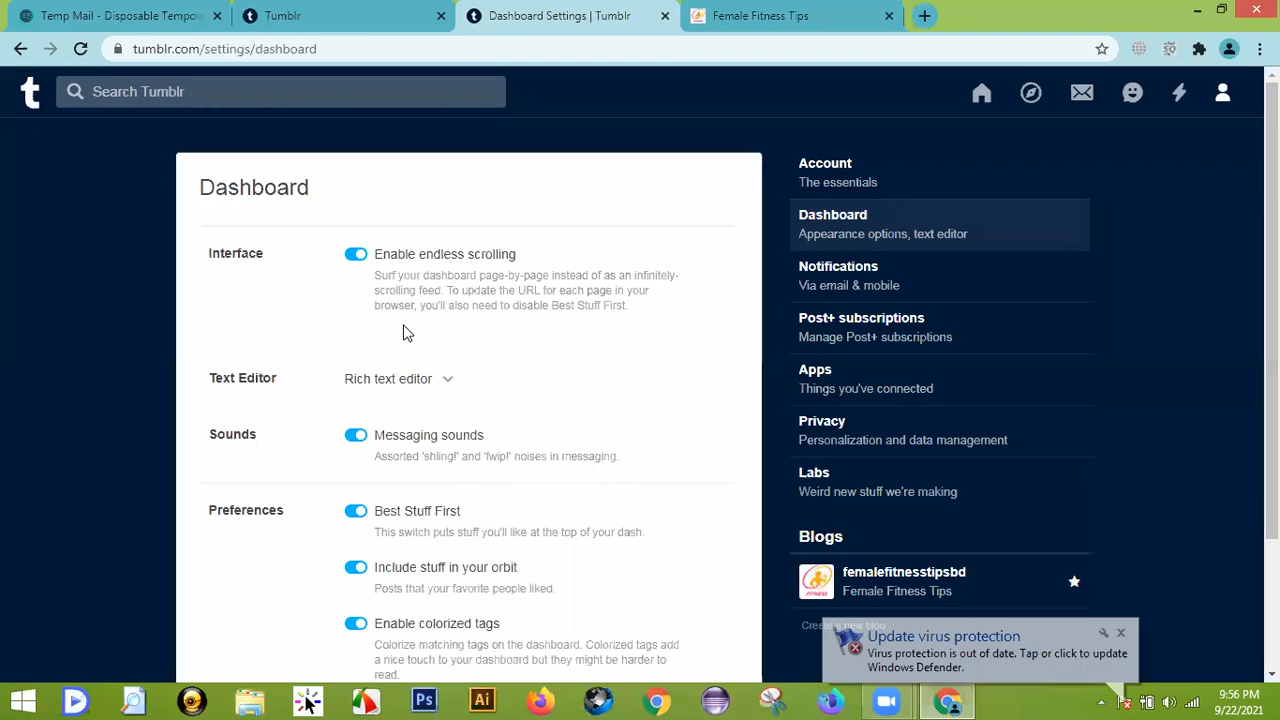 Temp Mail - Disposable Tempo
Tumblr
Dashboard Settings | Tumblr
Female Fitness Tips
tumblr.com/settings/dashboard
t
Search Tumblr
Dashboard
Interface
Enable endless scrolling
Surf your dashboard page-by-page instead of as an infinitely-
scrolling feed. To update the URL for each page in your
browser, you'll also need to disable Best Stuff First.
Text Editor
Rich text editor
Sounds
Messaging sounds
Assorted 'shling!' and 'fwip!' noises in messaging.
Preferences
Best Stuff First
This switch puts stuff you'll like at the top of your dash.
Include stuff in your orbit
Posts that your favorite people liked.
Enable colorized tags
Colorize matching tags on the dashboard. Colorized tags add
a nice touch to your dashboard but they might be harder to
read.
Account
The essentials
Dashboard
Appearance options, text editor
Notifications
Via email & mobile
Post+ subscriptions
Manage Post+ subscriptions
Apps
Things you've connected
Privacy
Personalization and data management
Labs
Weird new stuff we're making
Blogs
FITNESS
femalefitnesstipsbd
Female Fitness Tips
Create a new blog
Update virus protection
Virus protection is out of date. Tap or click to update
Windows Defender.
Ps
Ai
9:56 PM
9/22/2021